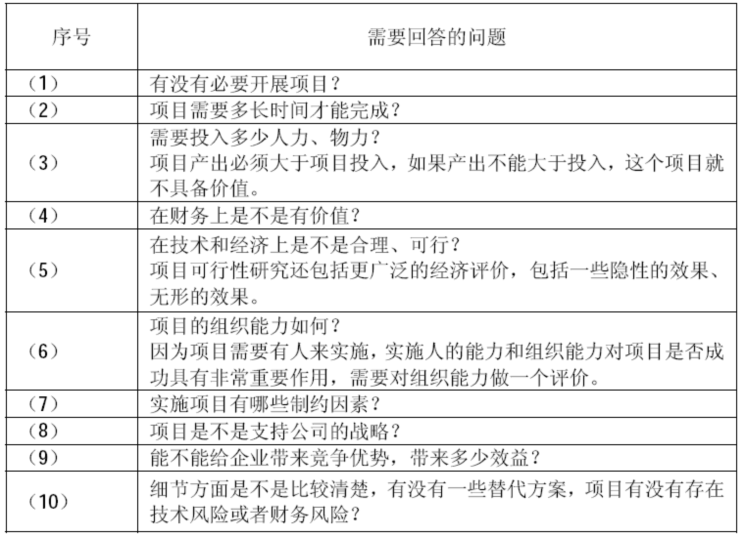 序号 需要回答的问题
（1） 有没有必要开展项目？
（2） 项目需要多长时间才能完成？
需要投入多少人力、物力？
（3） 项目产出必须大于项目投入，如果产出不能大于投入，这个项目就
不具备价值。
（4） 在财务上是不是有价值？
在技术和经济上是不是合理、可行？
（5） 项目可行性研究还包括更广泛的经济评价，包括一些隐性的效果、
无形的效果。
项目的组织能力如何？
（6） 因为项目需要有人来实施，实施人的能力和组织能力对项目是否成
功具有非常重要作用，需要对组织能力做一个评价。
（7） 实施项目有哪些制约因素？
（8） 项目是不是支持公司的战略？
（9） 能不能给企业带来竞争优势，带来多少效益？
（10） 细节方面是不是比较清楚，有没有一些替代方案，项目有没有存在
技术风险或者财务风险？